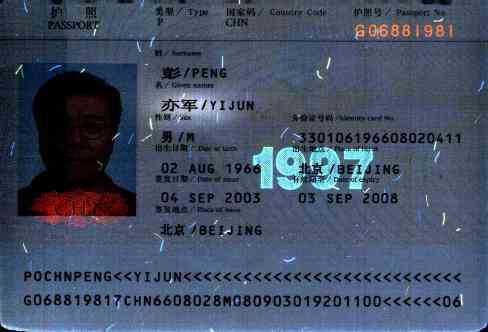 护 照 类型 / Type 国家码 / Country Code 护照号 / Passport No
PASSPORT P CHN G06881981
姓 / Surname
彭/PENG
名 / Given names
亦军/YIJUN
性别 / Sex 身份证号码 /Identity card No.
男/M 330106196608020411
出生日期 / Date of birth 出生地点 / Place of birth
02 AUG 1966 北京/BEIJING
1997
签发日期 / Date of issue 有效期至 / Date of expiry
04 SEP 2003 03 SEP 2008
CHN
签发地点 / Place of issue
北京/BEIJING
POCHNPENG<<YIJUN<<<<<<<<<<<<<<<<<<<<<<<<<<<<
G068819817CHN6608028M080903019201100<<<<<<06